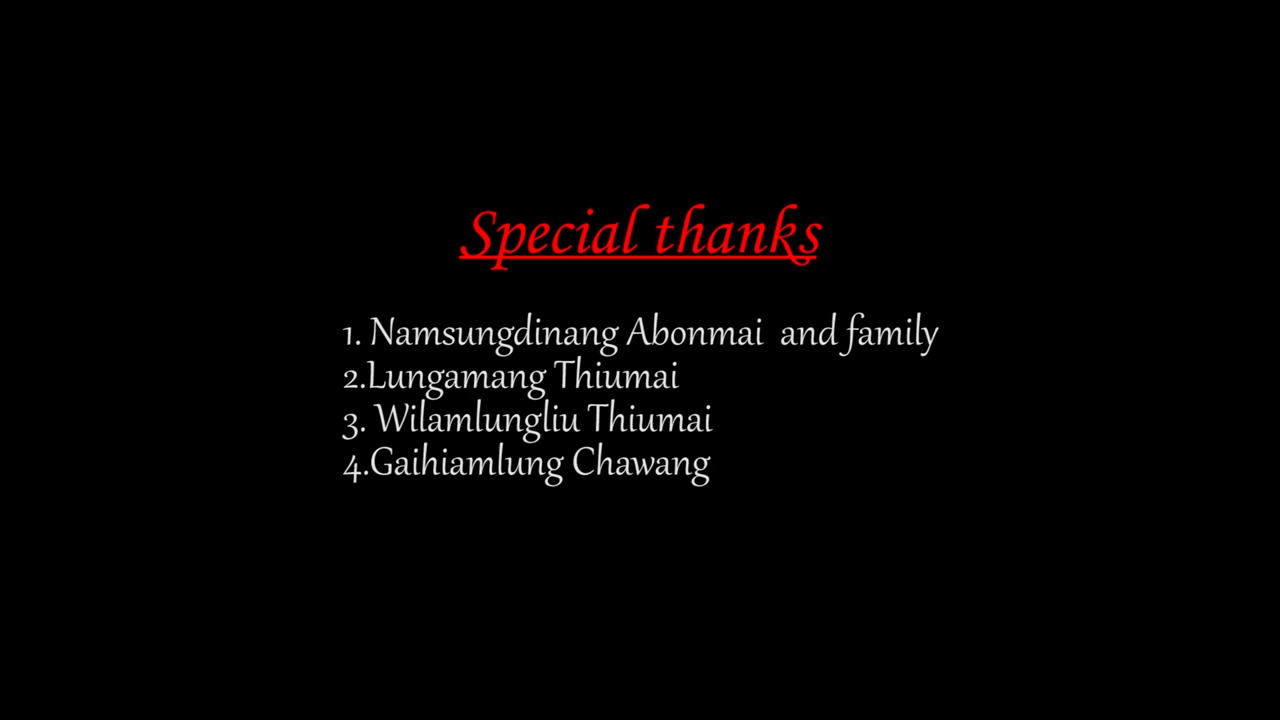 Special thanks
1. Namsungdinang Abonmai  and family
2.Lungamang Thiumai
3. Wilamlungliu Thiumai
4.Gaihiamlung Chawang